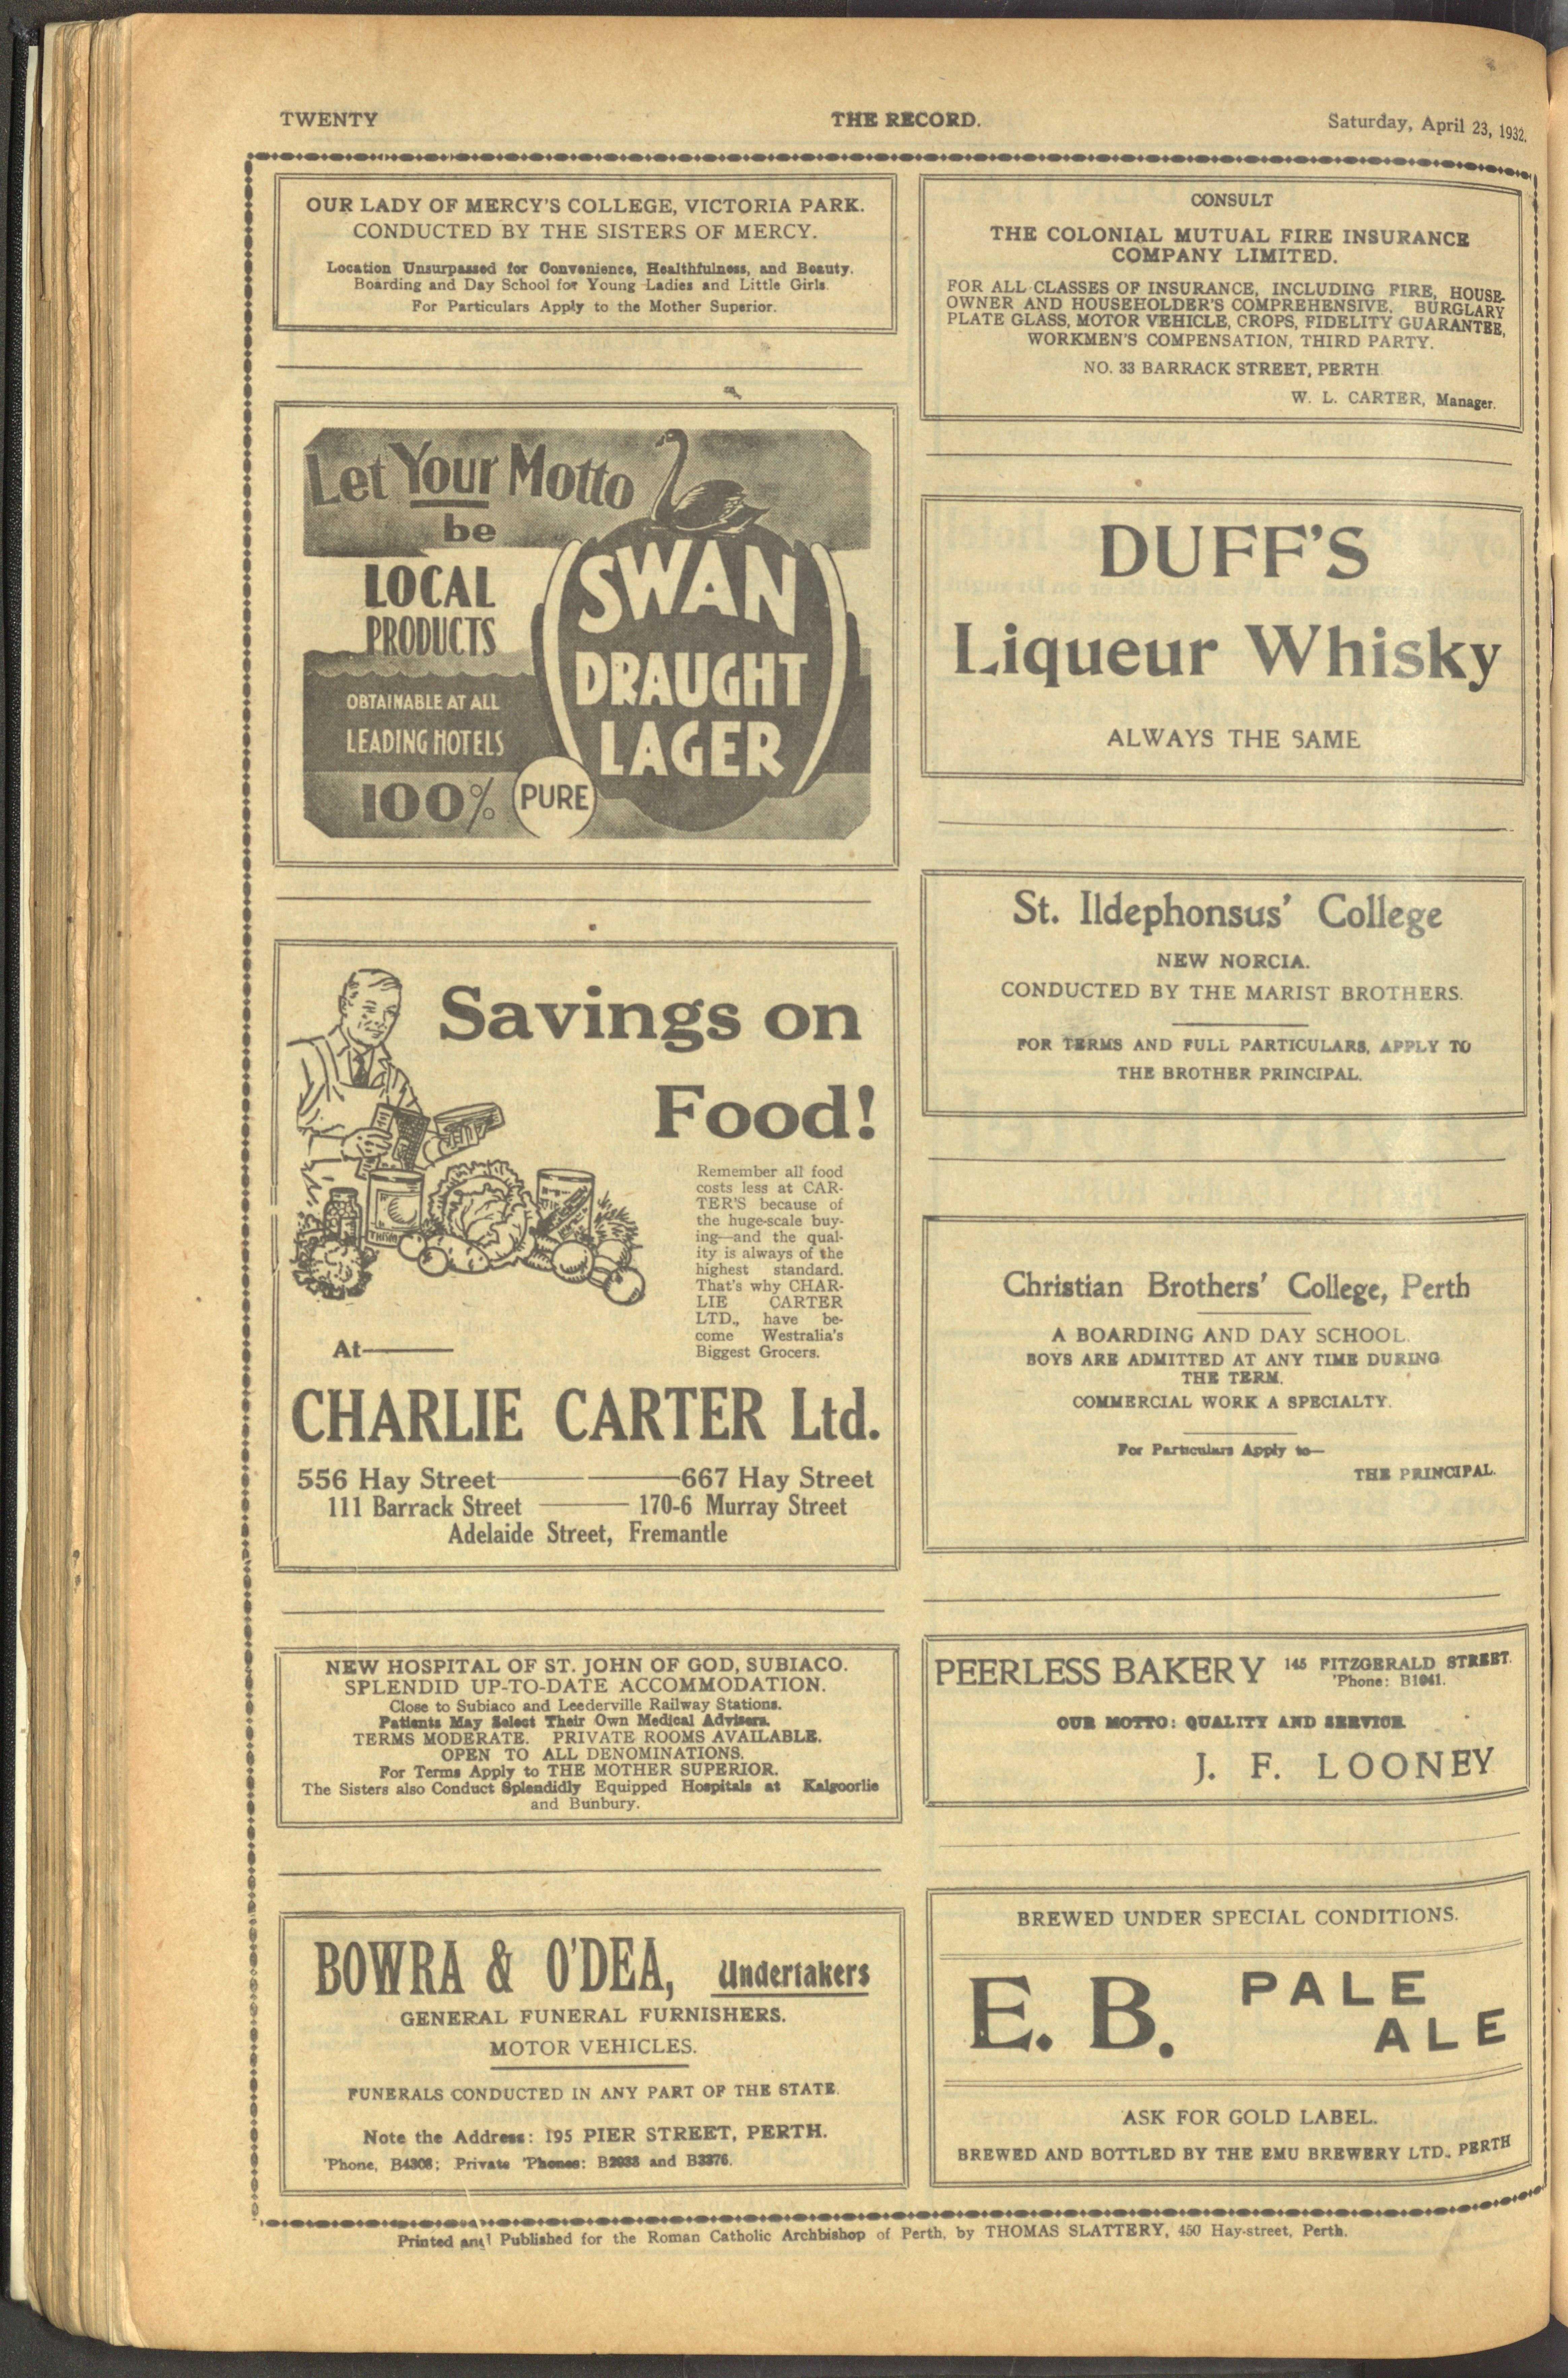 TWENTY
THE RECORD.
Saturday, April 23, 1932.
OUR LADY OF MERCY'S COLLEGE, VICTORIA PARK.
CONDUCTED BY THE SISTERS OF MERCY.
Location Unsurpassed for Convenience, Healthfulness, and Beauty.
Boarding and Day School for Young Ladies and Little Girls.
For Particulars Apply to the Mother Superior.
Let Your Motto
be
LOCAL
PRODUCTS
OBTAINABLE AT ALL
LEADING HOTELS
100% PURE
SWAN
DRAUGHT
LAGER
Savings on
Food!
Remember all food
costs less at CAR-
TER'S because of
the huge-scale buy-
ing—and the qual-
ity is always of the
highest standard.
That's why CHAR-
LIE CARTER
LTD., have be-
come Westralia's
Biggest Grocers.
At——
CHARLIE CARTER Ltd.
556 Hay Street—— ——667 Hay Street
111 Barrack Street —— 170-6 Murray Street
Adelaide Street, Fremantle
NEW HOSPITAL OF ST. JOHN OF GOD, SUBIACO.
SPLENDID UP-TO-DATE ACCOMMODATION.
Close to Subiaco and Leederville Railway Stations.
Patients May Select Their Own Medical Advisers.
TERMS MODERATE. PRIVATE ROOMS AVAILABLE.
OPEN TO ALL DENOMINATIONS.
For Terms Apply to THE MOTHER SUPERIOR.
The Sisters also Conduct Splendidly Equipped Hospitals at Kalgoorlie
and Bunbury.
BOWRA & O'DEA, Undertakers
GENERAL FUNERAL FURNISHERS.
MOTOR VEHICLES.
FUNERALS CONDUCTED IN ANY PART OF THE STATE.
Note the Address: 195 PIER STREET, PERTH.
'Phone, B4308; Private 'Phones: B2938 and B3376.
CONSULT
THE COLONIAL MUTUAL FIRE INSURANCE
COMPANY LIMITED.
FOR ALL CLASSES OF INSURANCE, INCLUDING FIRE, HOUSE-
OWNER AND HOUSEHOLDER'S COMPREHENSIVE, BURGLARY
PLATE GLASS, MOTOR VEHICLE, CROPS, FIDELITY GUARANTEE,
WORKMEN'S COMPENSATION, THIRD PARTY.
NO. 33 BARRACK STREET, PERTH
W. L. CARTER, Manager.
DUFF'S
Liqueur Whisky
ALWAYS THE SAME
St. Ildephonsus' College
NEW NORCIA.
CONDUCTED BY THE MARIST BROTHERS.
FOR TERMS AND FULL PARTICULARS, APPLY TO
THE BROTHER PRINCIPAL.
Christian Brothers' College, Perth
A BOARDING AND DAY SCHOOL.
BOYS ARE ADMITTED AT ANY TIME DURING
THE TERM.
COMMERCIAL WORK A SPECIALTY.
For Particulars Apply to—
THE PRINCIPAL.
PEERLESS BAKERY 145 FITZGERALD STREET.
'Phone: B1041.
OUR MOTTO: QUALITY AND SERVICE
J. F. LOONEY
BREWED UNDER SPECIAL CONDITIONS.
E. B. PALE
ALE
ASK FOR GOLD LABEL.
BREWED AND BOTTLED BY THE EMU BREWERY LTD., PERTH
Printed and Published for the Roman Catholic Archbishop of Perth, by THOMAS SLATTERY, 450 Hay-street, Perth.